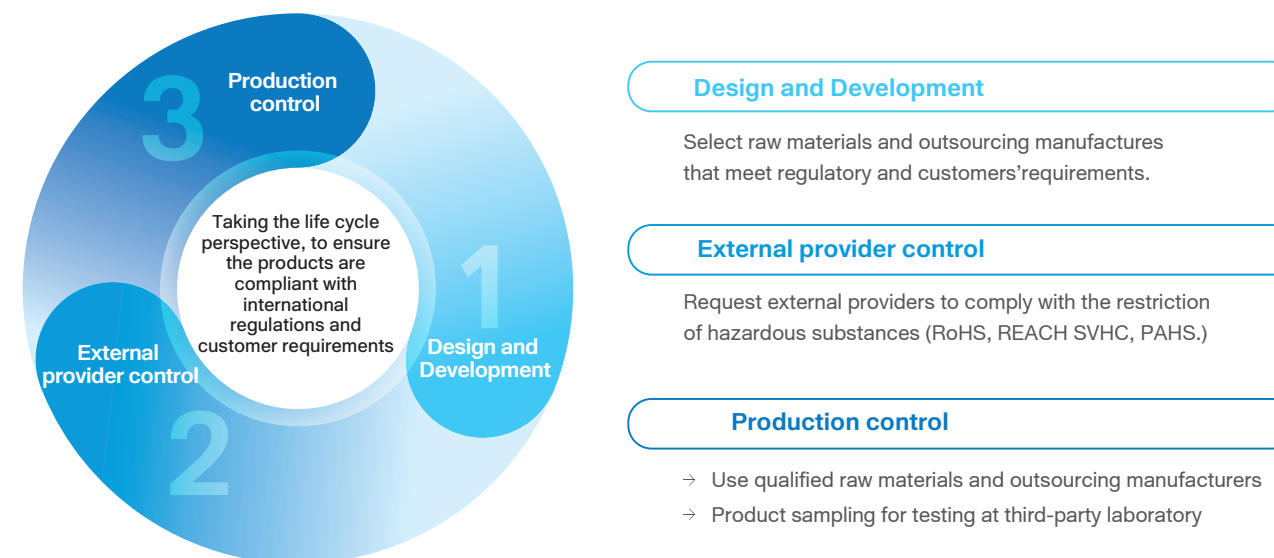 3
Production
control
Taking the life cycle
perspective, to ensure
the products are
compliant with
international
regulations and
customer requirements
1
Design and
Development
External
provider control
2
Design and Development
Select raw materials and outsourcing manufactures
that meet regulatory and customers'requirements.
External provider control
Request external providers to comply with the restriction
of hazardous substances (RoHS, REACH SVHC, PAHS.)
Production control
→ Use qualified raw materials and outsourcing manufacturers
→ Product sampling for testing at third-party laboratory